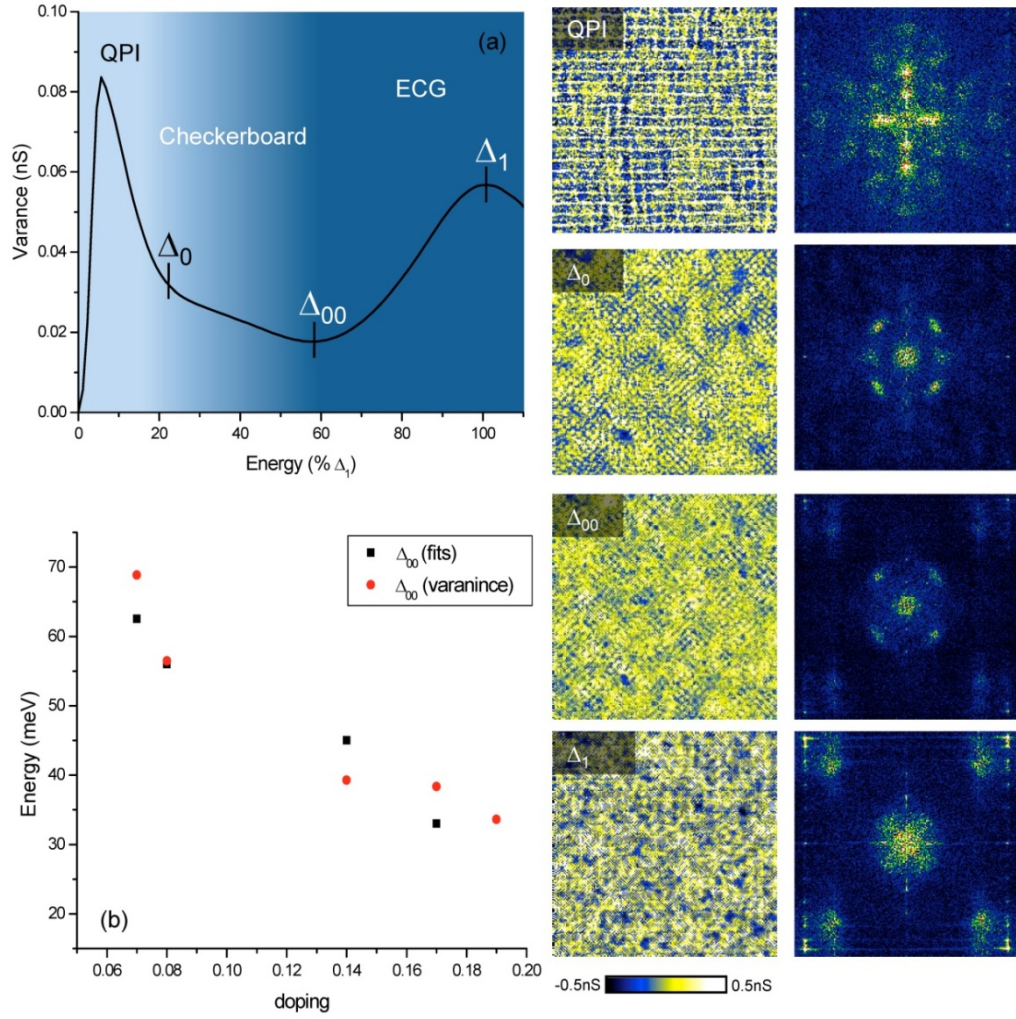 0.10
0.08
0.06
0.04
0.02
0.00
Varance (nS)
QPI
(a)
Checkerboard
ECG
Δ₀
Δ₀₀
Δ₁
0 20 40 60 80 100
Energy (% Δ₁)
70
60
50
40
30
20
Energy (meV)
Δ₀₀ (fits)
Δ₀₀ (varanince)
(b)
0.06 0.08 0.10 0.12 0.14 0.16 0.18 0.20
doping
QPI
Δ₀
Δ₀₀
Δ₁
-0.5nS 0.5nS